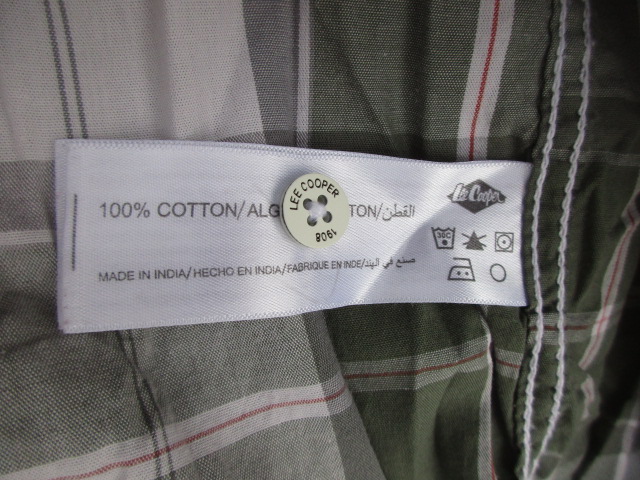 Lee Cooper
LEE COOPER
1908
100% COTTON/ALG TON/القطن
30C
MADE IN INDIA/HECHO EN INDIA/FABRIQUE EN INDE/صنع في الهند